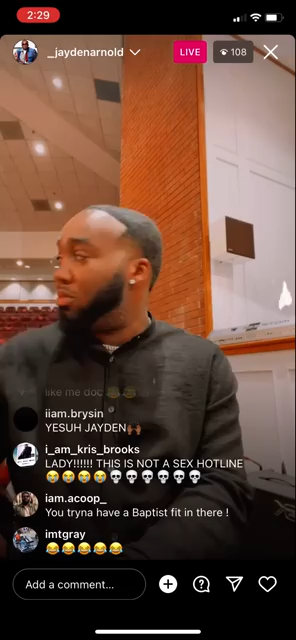 2:29
_jaydenarnold
LIVE
108
like me doc
iiam.brysin
YESUH JAYDEN🙌🏾
i_am_kris_brooks
LADY!!!!!! THIS IS NOT A SEX HOTLINE
😭😭😭😭💀💀💀💀💀💀
iam.acoop_
You tryna have a Baptist fit in there !
imtgray
😂😂😂😂😂
Add a comment...